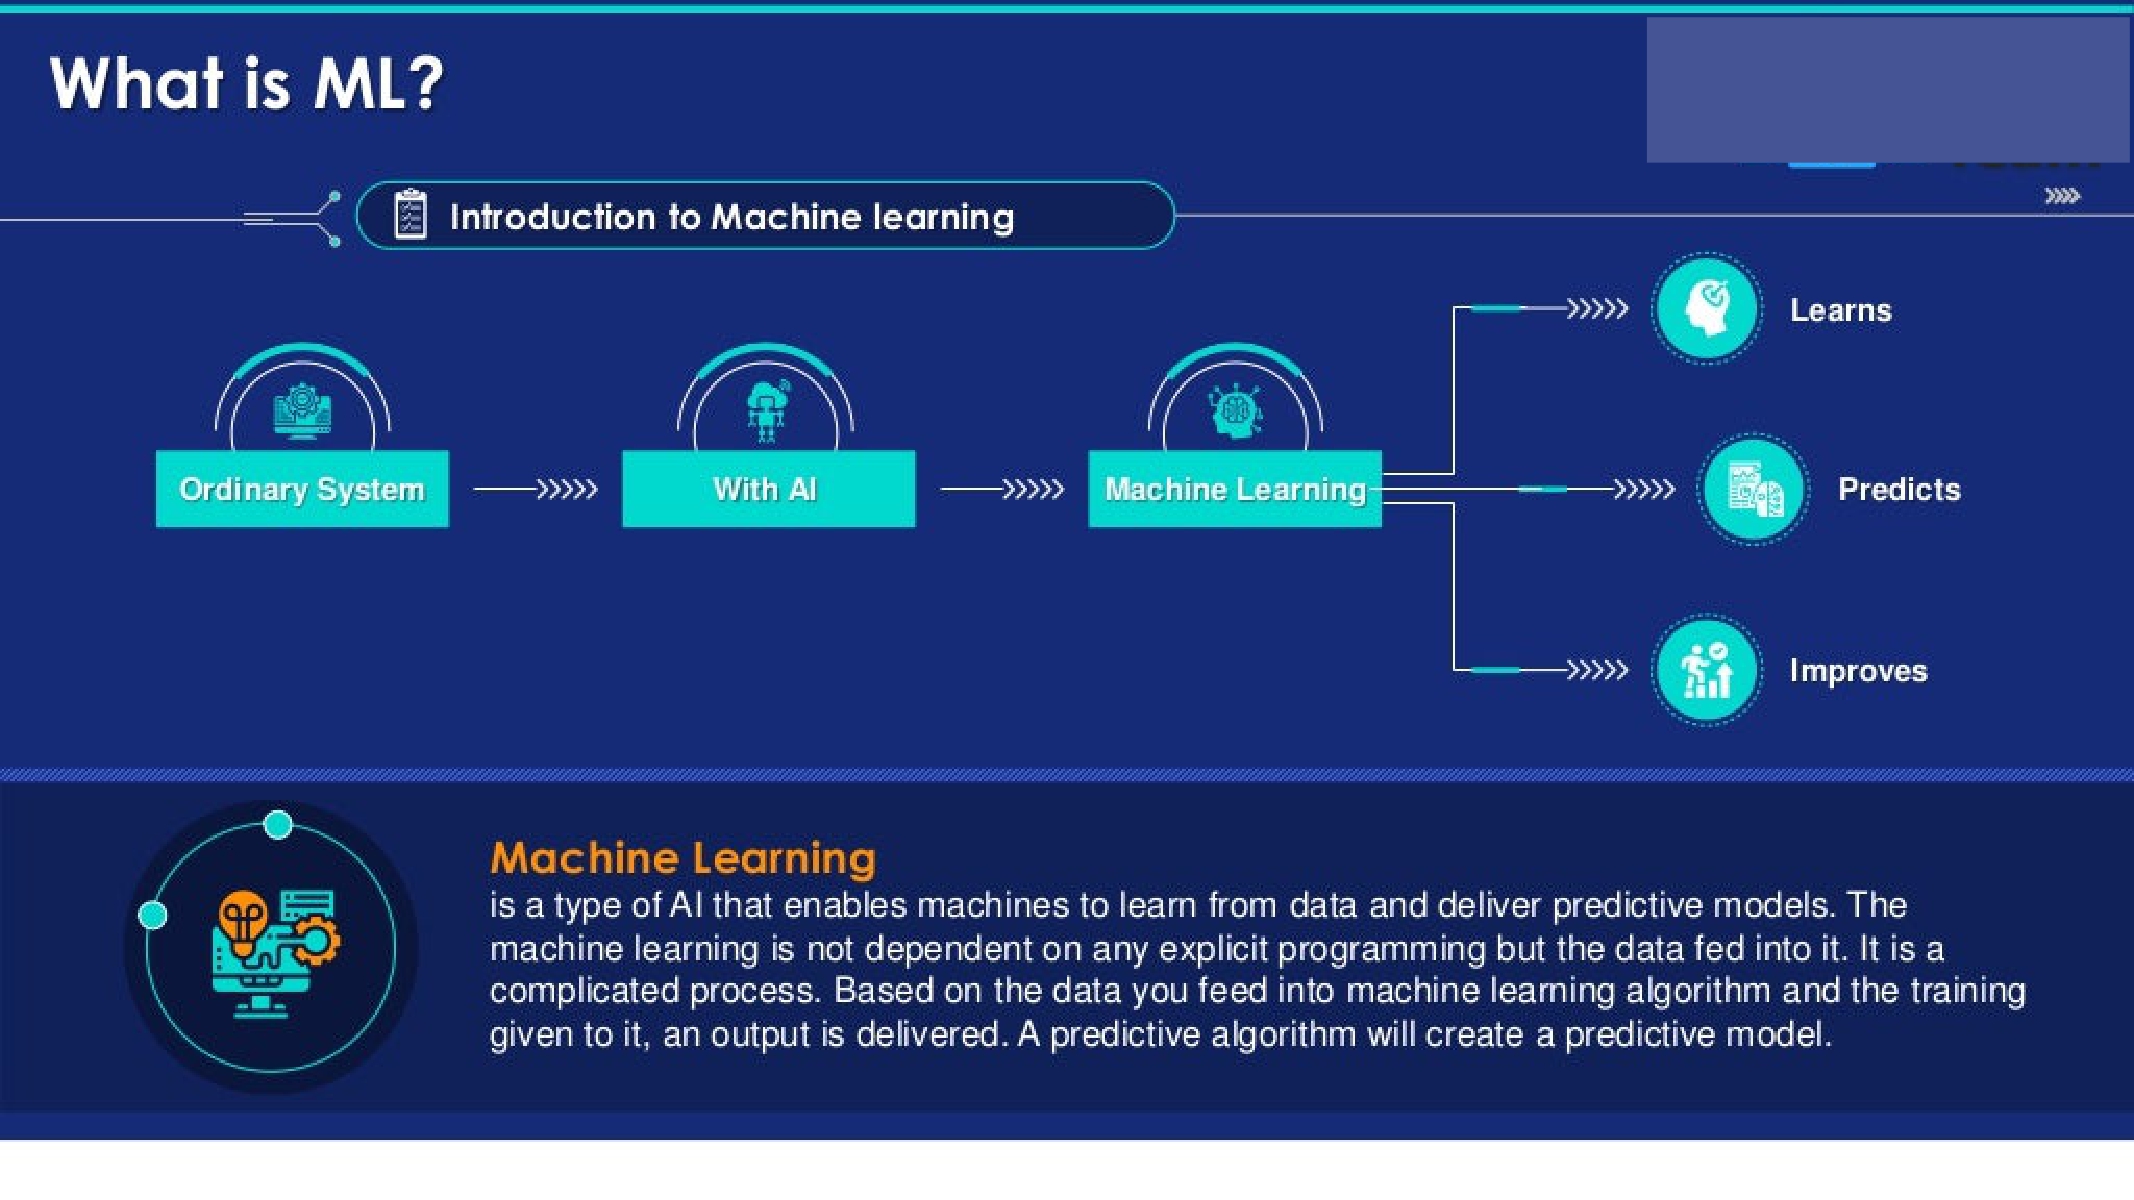 What is ML?
Introduction to Machine learning
Learns
Ordinary System
With AI
Machine Learning
Predicts
Improves
Machine Learning
is a type of AI that enables machines to learn from data and deliver predictive models. The
machine learning is not dependent on any explicit programming but the data fed into it. It is a
complicated process. Based on the data you feed into machine learning algorithm and the training
given to it, an output is delivered. A predictive algorithm will create a predictive model.